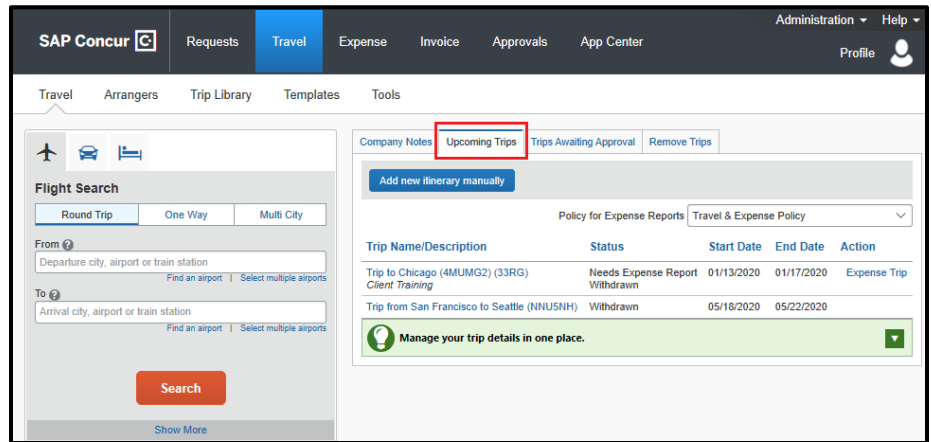 Administration Help
SAP Concur C Requests Travel Expense Invoice Approvals App Center
Profile
Travel Arrangers Trip Library Templates Tools
Company Notes Upcoming Trips Trips Awaiting Approval Remove Trips
Add new itinerary manually
Policy for Expense Reports Travel & Expense Policy
Trip Name/Description Status Start Date End Date Action
Trip to Chicago (4MUMG2) (33RG) Needs Expense Report 01/13/2020 01/17/2020 Expense Trip
Client Training Withdrawn
Trip from San Francisco to Seattle (NNU5NH) Withdrawn 05/18/2020 05/22/2020
Manage your trip details in one place.
Flight Search
Round Trip One Way Multi City
From ?
Departure city, airport or train station
Find an airport | Select multiple airports
To ?
Arrival city, airport or train station
Find an airport | Select multiple airports
Search
Show More